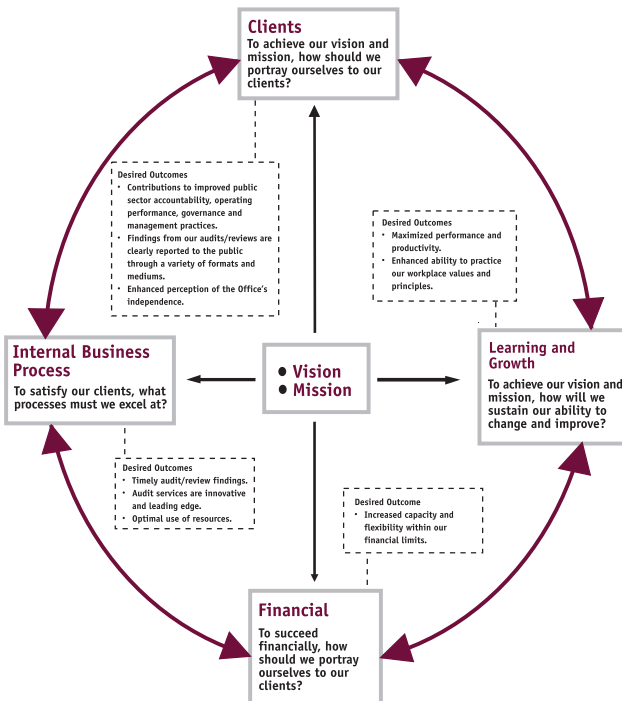 Clients
To achieve our vision and
mission, how should we
portray ourselves to our
clients?
Desired Outcomes
• Contributions to improved public
sector accountability, operating
performance, governance and
management practices.
• Findings from our audits/reviews are
clearly reported to the public
through a variety of formats and
mediums.
• Enhanced perception of the Office's
independence.
Desired Outcomes
• Maximized performance and
productivity.
• Enhanced ability to practice
our workplace values and
principles.
Internal Business
Process
To satisfy our clients, what
processes must we excel at?
• Vision
• Mission
Learning and
Growth
To achieve our vision and
mission, how will we
sustain our ability to
change and improve?
Desired Outcomes
• Timely audit/review findings.
• Audit services are innovative
and leading edge.
• Optimal use of resources.
Desired Outcome
• Increased capacity and
flexibility within our
financial limits.
Financial
To succeed
financially, how
should we portray
ourselves to our
clients?